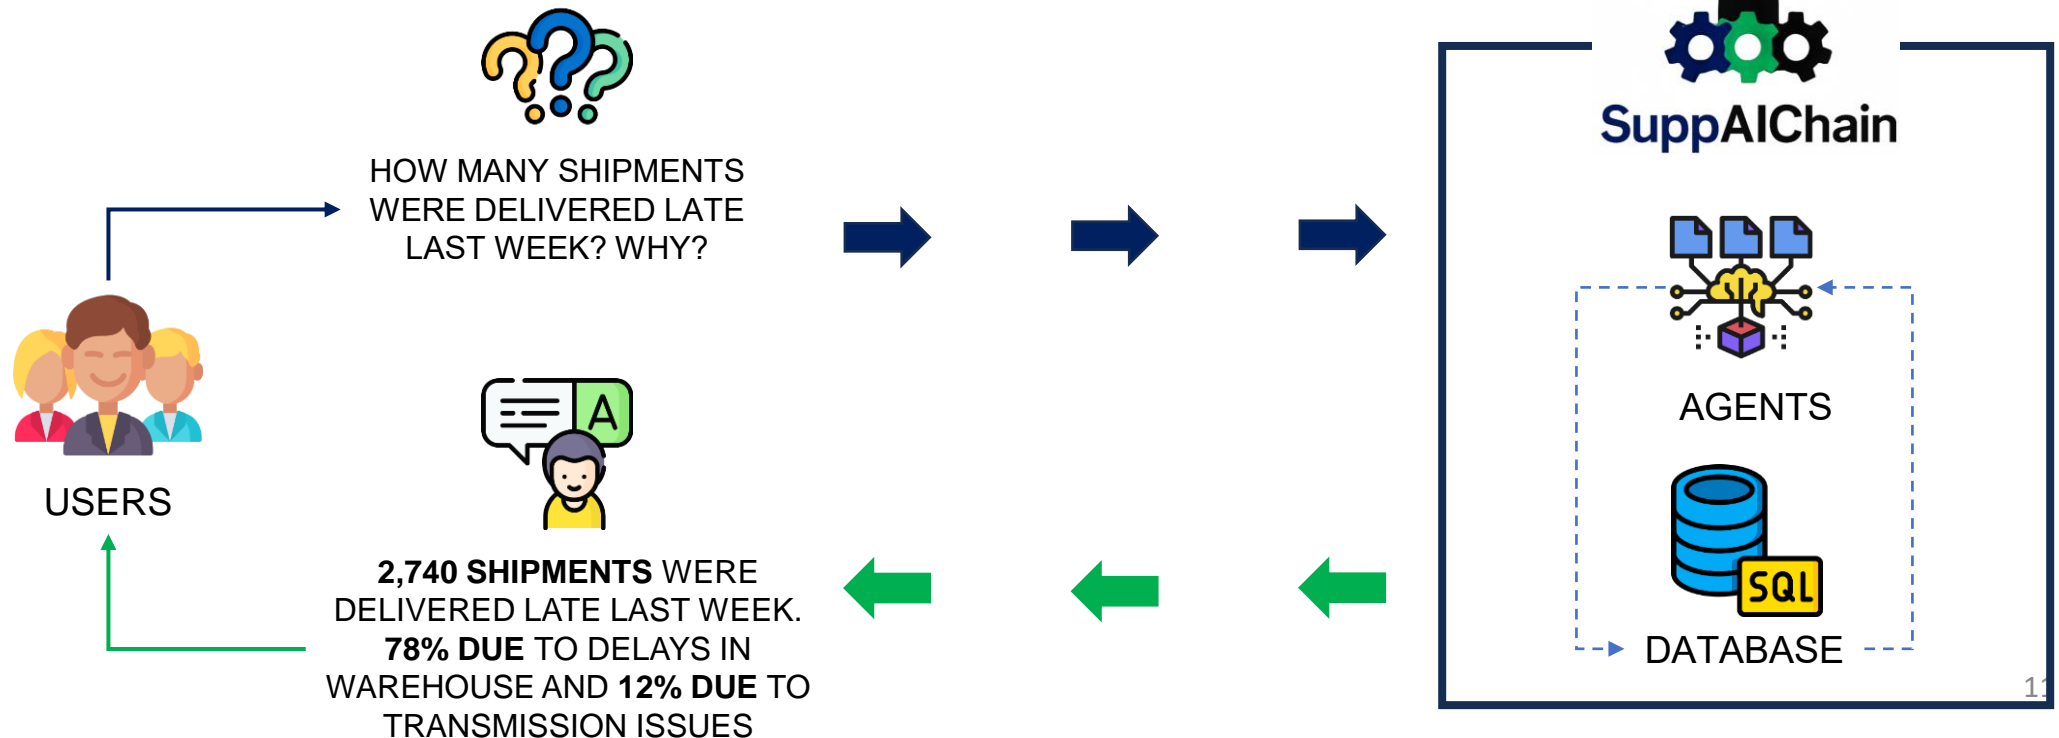 HOW MANY SHIPMENTS
WERE DELIVERED LATE
LAST WEEK? WHY?
USERS
A
2,740 SHIPMENTS WERE
DELIVERED LATE LAST WEEK.
78% DUE TO DELAYS IN
WAREHOUSE AND 12% DUE TO
TRANSMISSION ISSUES
SuppAIChain
AGENTS
SQL
DATABASE